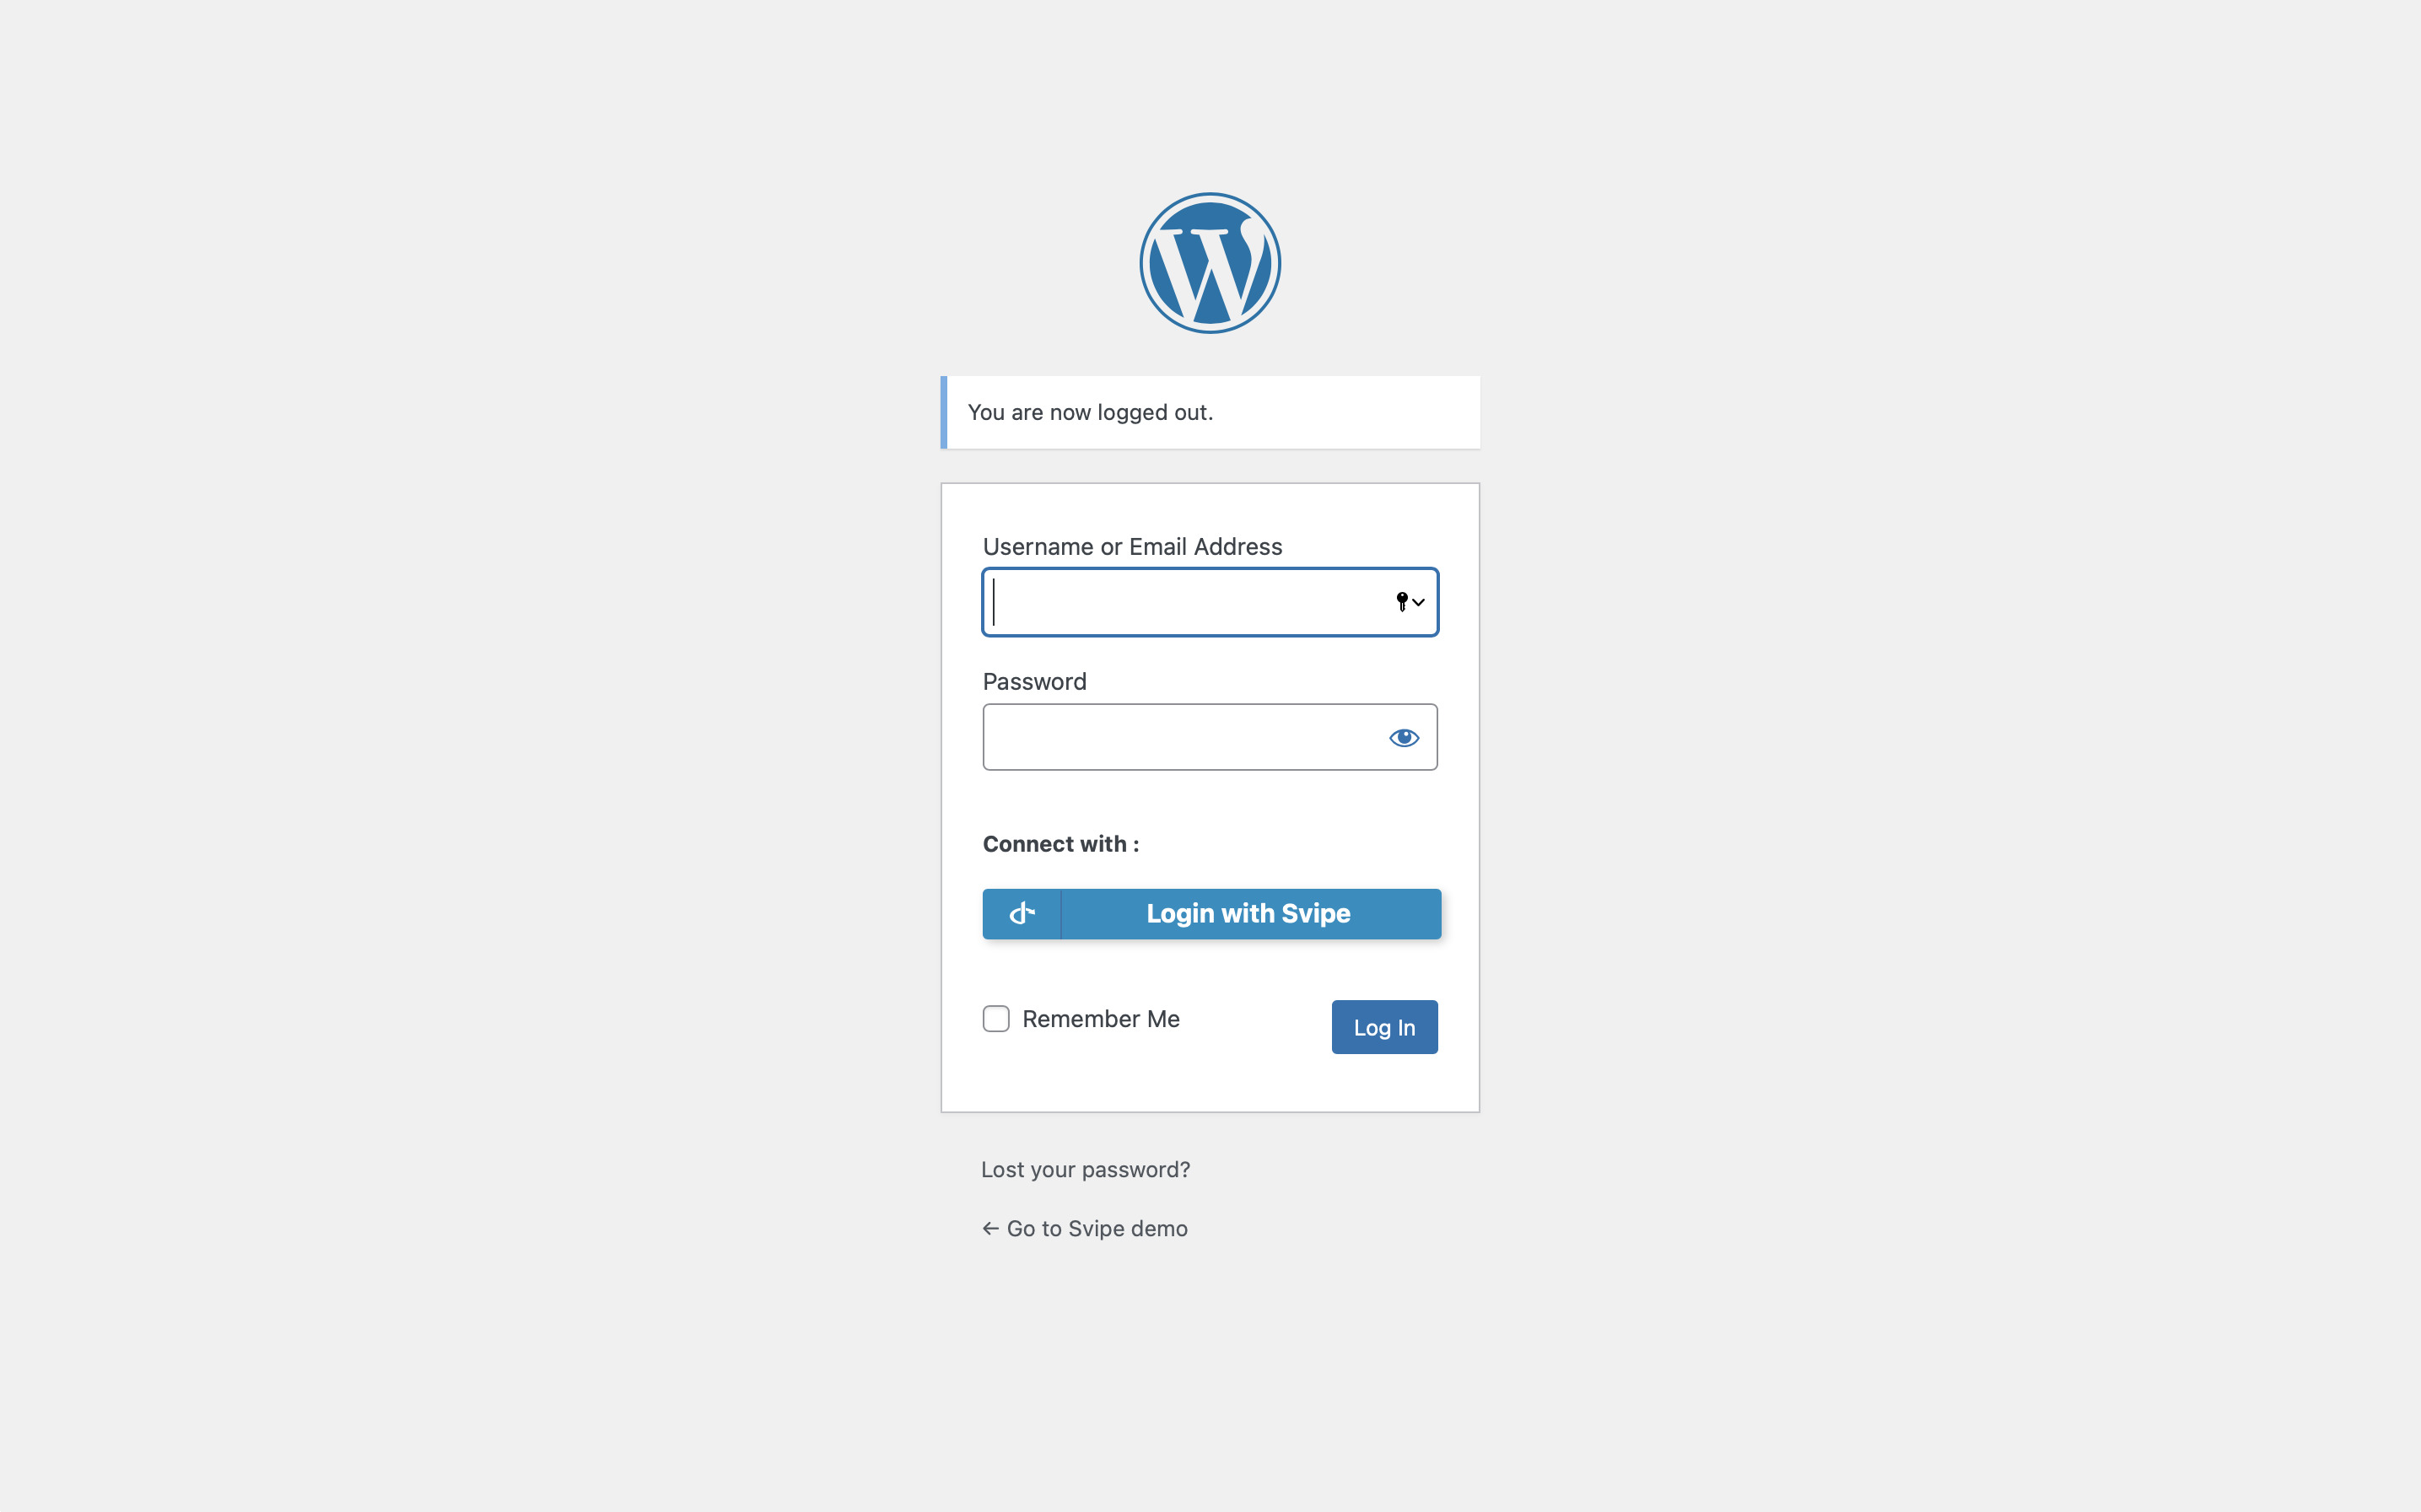 You are now logged out.
Username or Email Address
Password
Connect with :
Login with Svipe
Remember Me
Log In
Lost your password?
← Go to Svipe demo